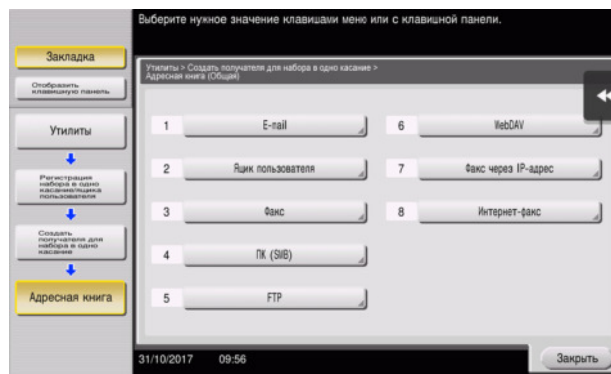 Выберите нужное значение клавишами меню или с клавишной панели.
Закладка
Отобразить
клавишную панель
Утилиты
Регистрация
набора в одно
касание/ящика
пользователя
Создать
получателя для
набора в одно
касание
Адресная книга
Утилиты > Создать получателя для набора в одно касание >
Адресная книга (Общая)
1 E-mail
2 Ящик пользователя
3 Факс
4 ПК (SMB)
5 FTP
6 WebDAV
7 Факс через IP-адрес
8 Интернет-факс
31/10/2017 09:56
Закрыть